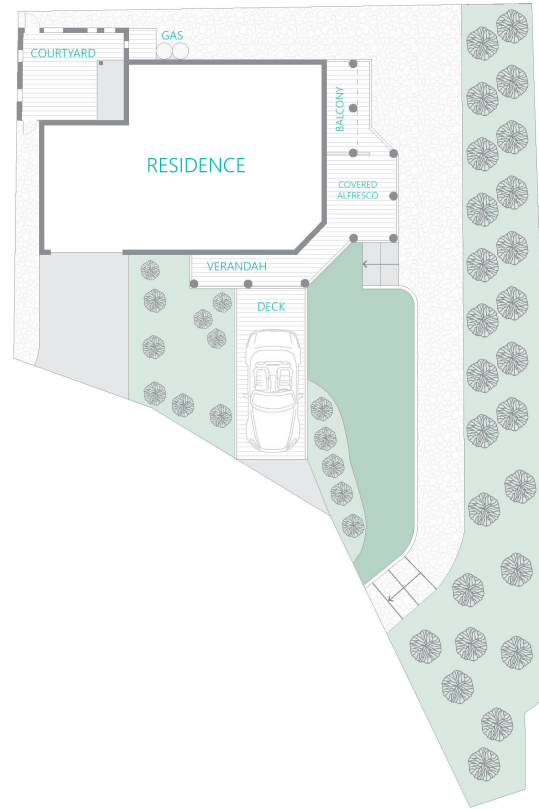 GAS
COURTYARD
BALCONY
RESIDENCE
COVERED
ALFRESCO
VERANDAH
DECK